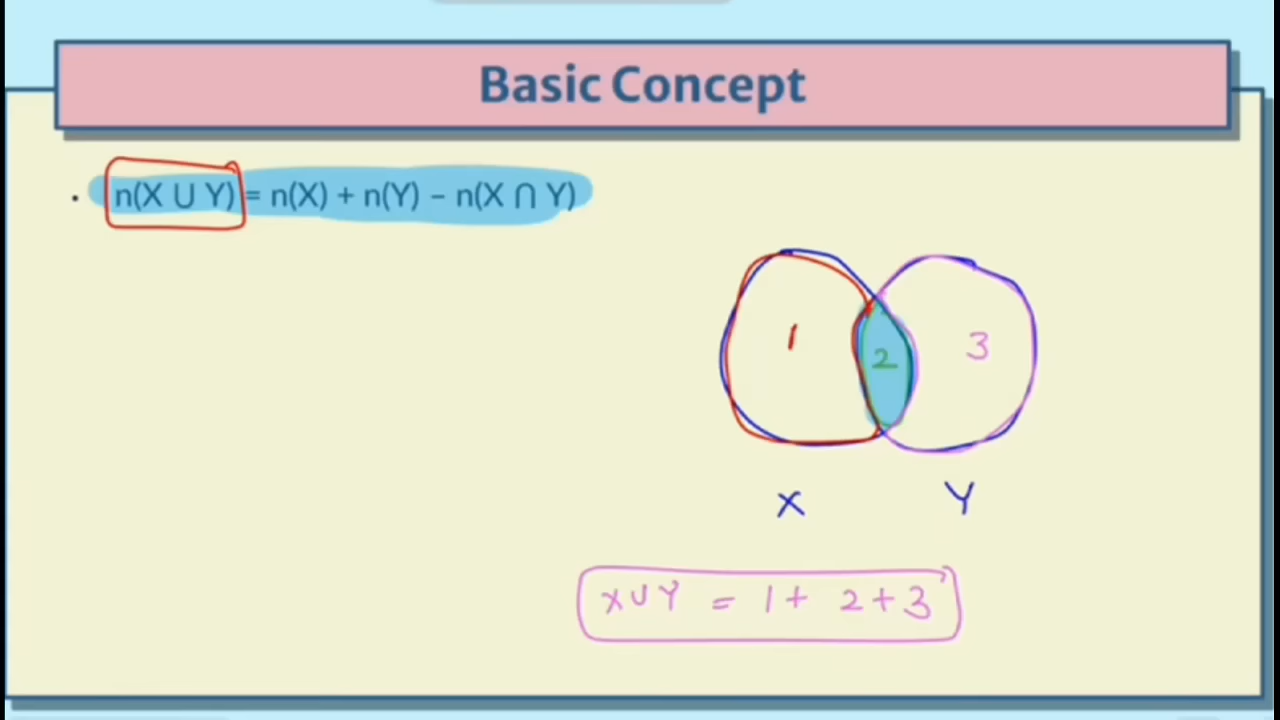 Basic Concept
• n(X ∪ Y) = n(X) + n(Y) – n(X ∩ Y)
1 2 3
X Y
X∪Y = 1 + 2 + 3